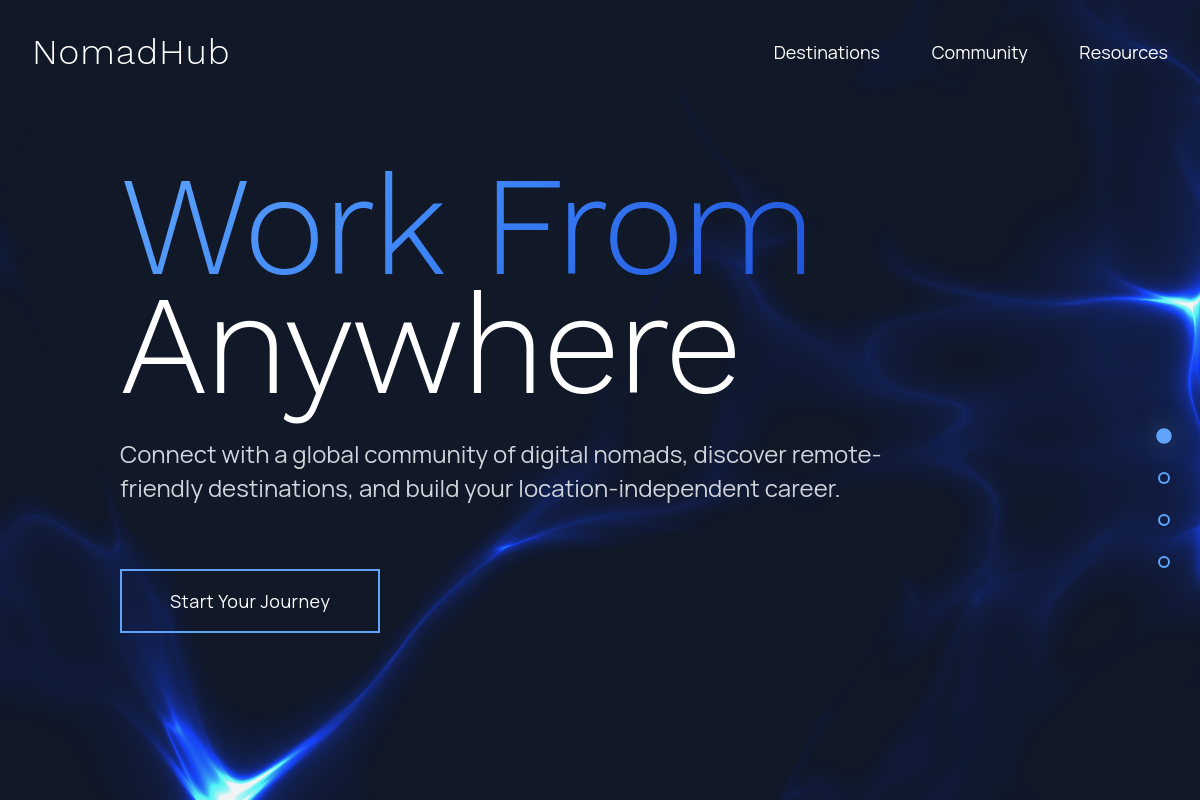 NomadHub
Destinations
Community
Resources
Work From
Anywhere
Connect with a global community of digital nomads, discover remote-
friendly destinations, and build your location-independent career.
Start Your Journey